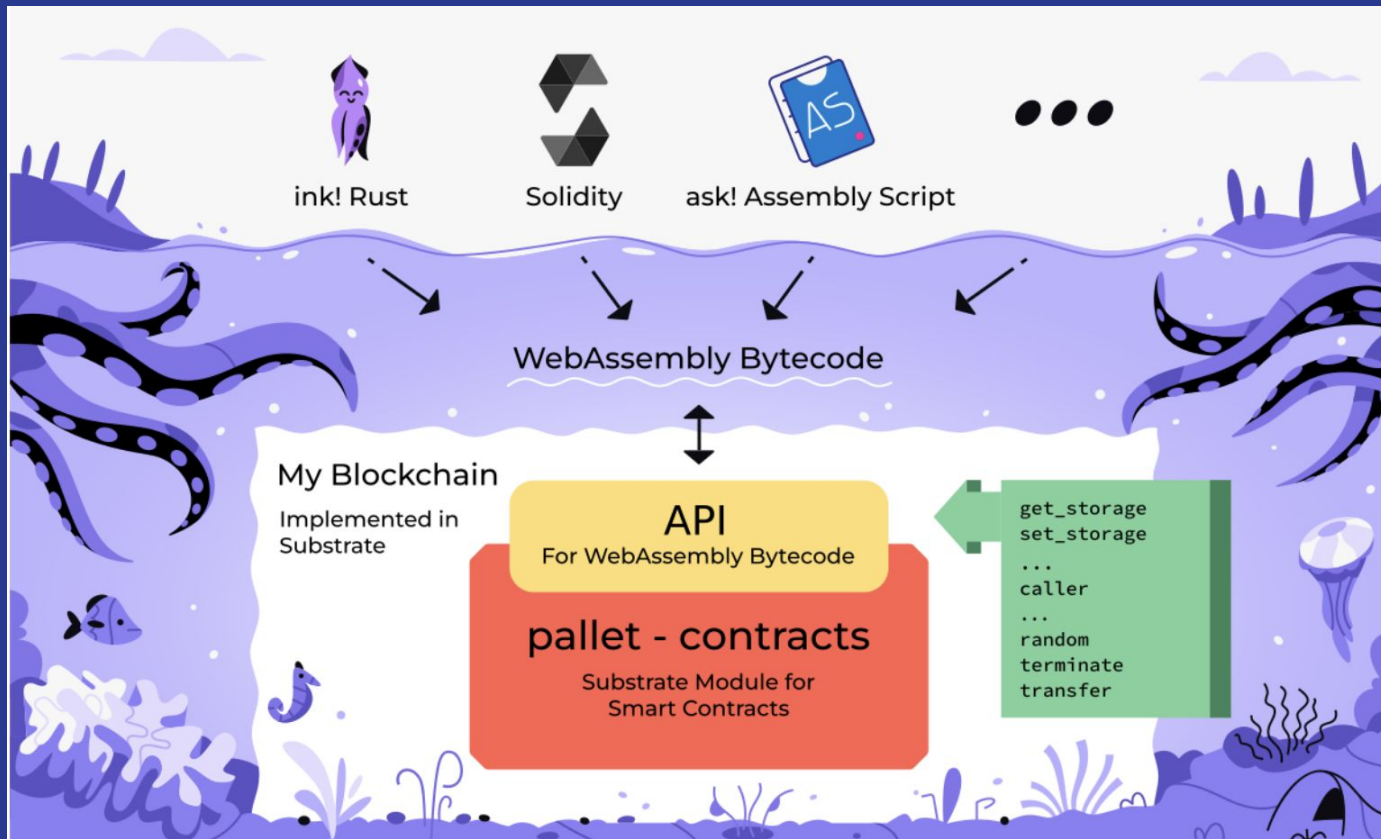 AS
ink! Rust
Solidity
ask! Assembly Script
WebAssembly Bytecode
My Blockchain
Implemented in
Substrate
API
For WebAssembly Bytecode
pallet - contracts
Substrate Module for
Smart Contracts
get_storage
set_storage
...
caller
...
random
terminate
transfer